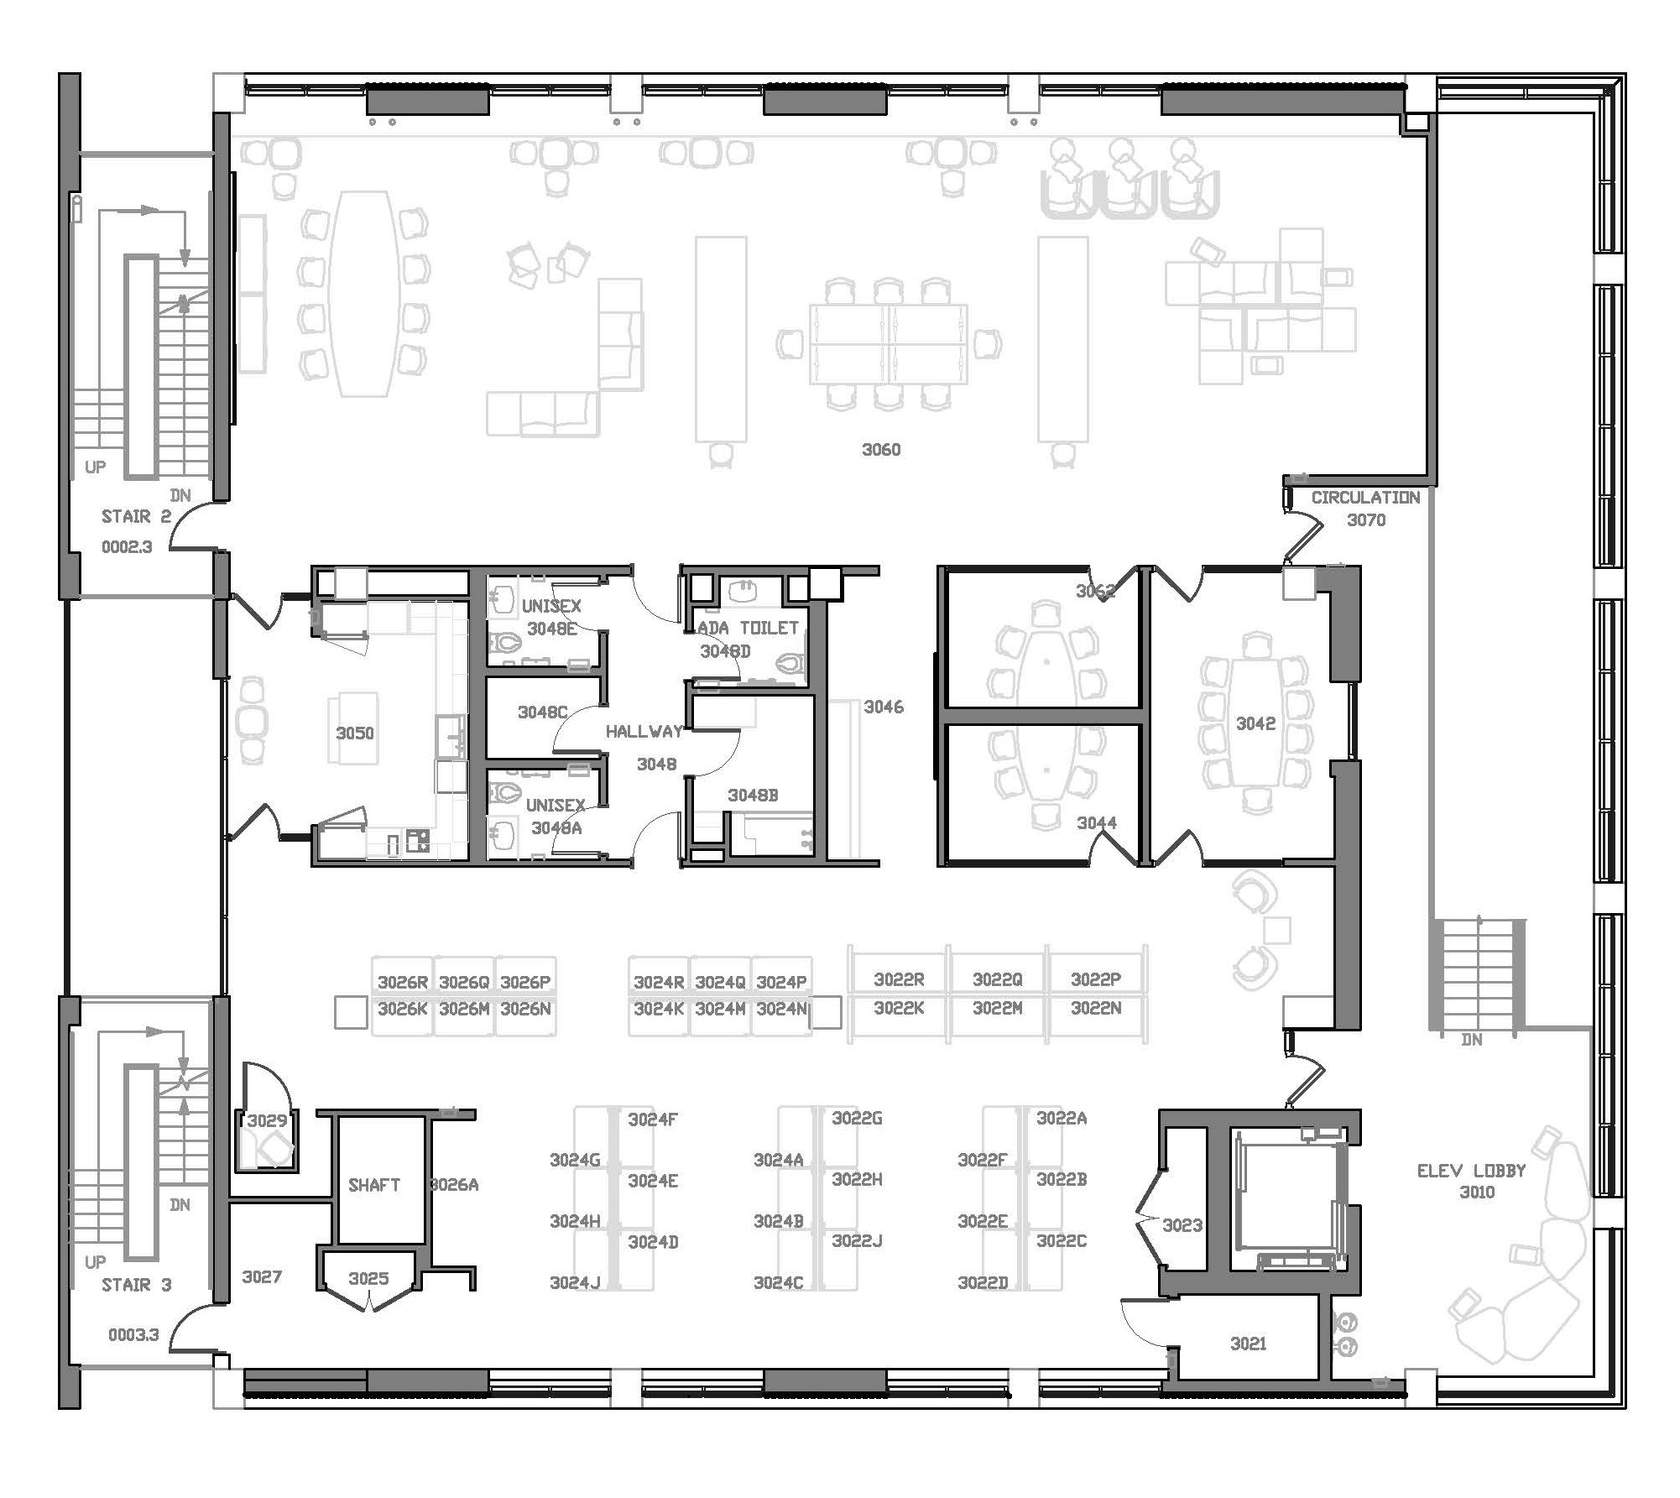 UP
DN
STAIR 2
0002.3
3060
CIRCULATION
3070
UNISEX
3048E
ADA TOILET
3048D
3062
3050
3048C
HALLWAY
3048
3046
3042
UNISEX
3048A
3048B
3044
3026R 3026Q 3026P
3026K 3026M 3026N
3024R 3024Q 3024P
3024K 3024M 3024N
3022R 3022Q 3022P
3022K 3022M 3022N
DN
3029
SHAFT
3026A
3024F
3024G
3024E
3024H
3024D
3024J
3022G
3024A
3022H
3024B
3022J
3024C
3022A
3022F
3022B
3022E
3022C
3022D
3023
ELEV LOBBY
3010
DN
UP
STAIR 3
0003.3
3027
3025
3021